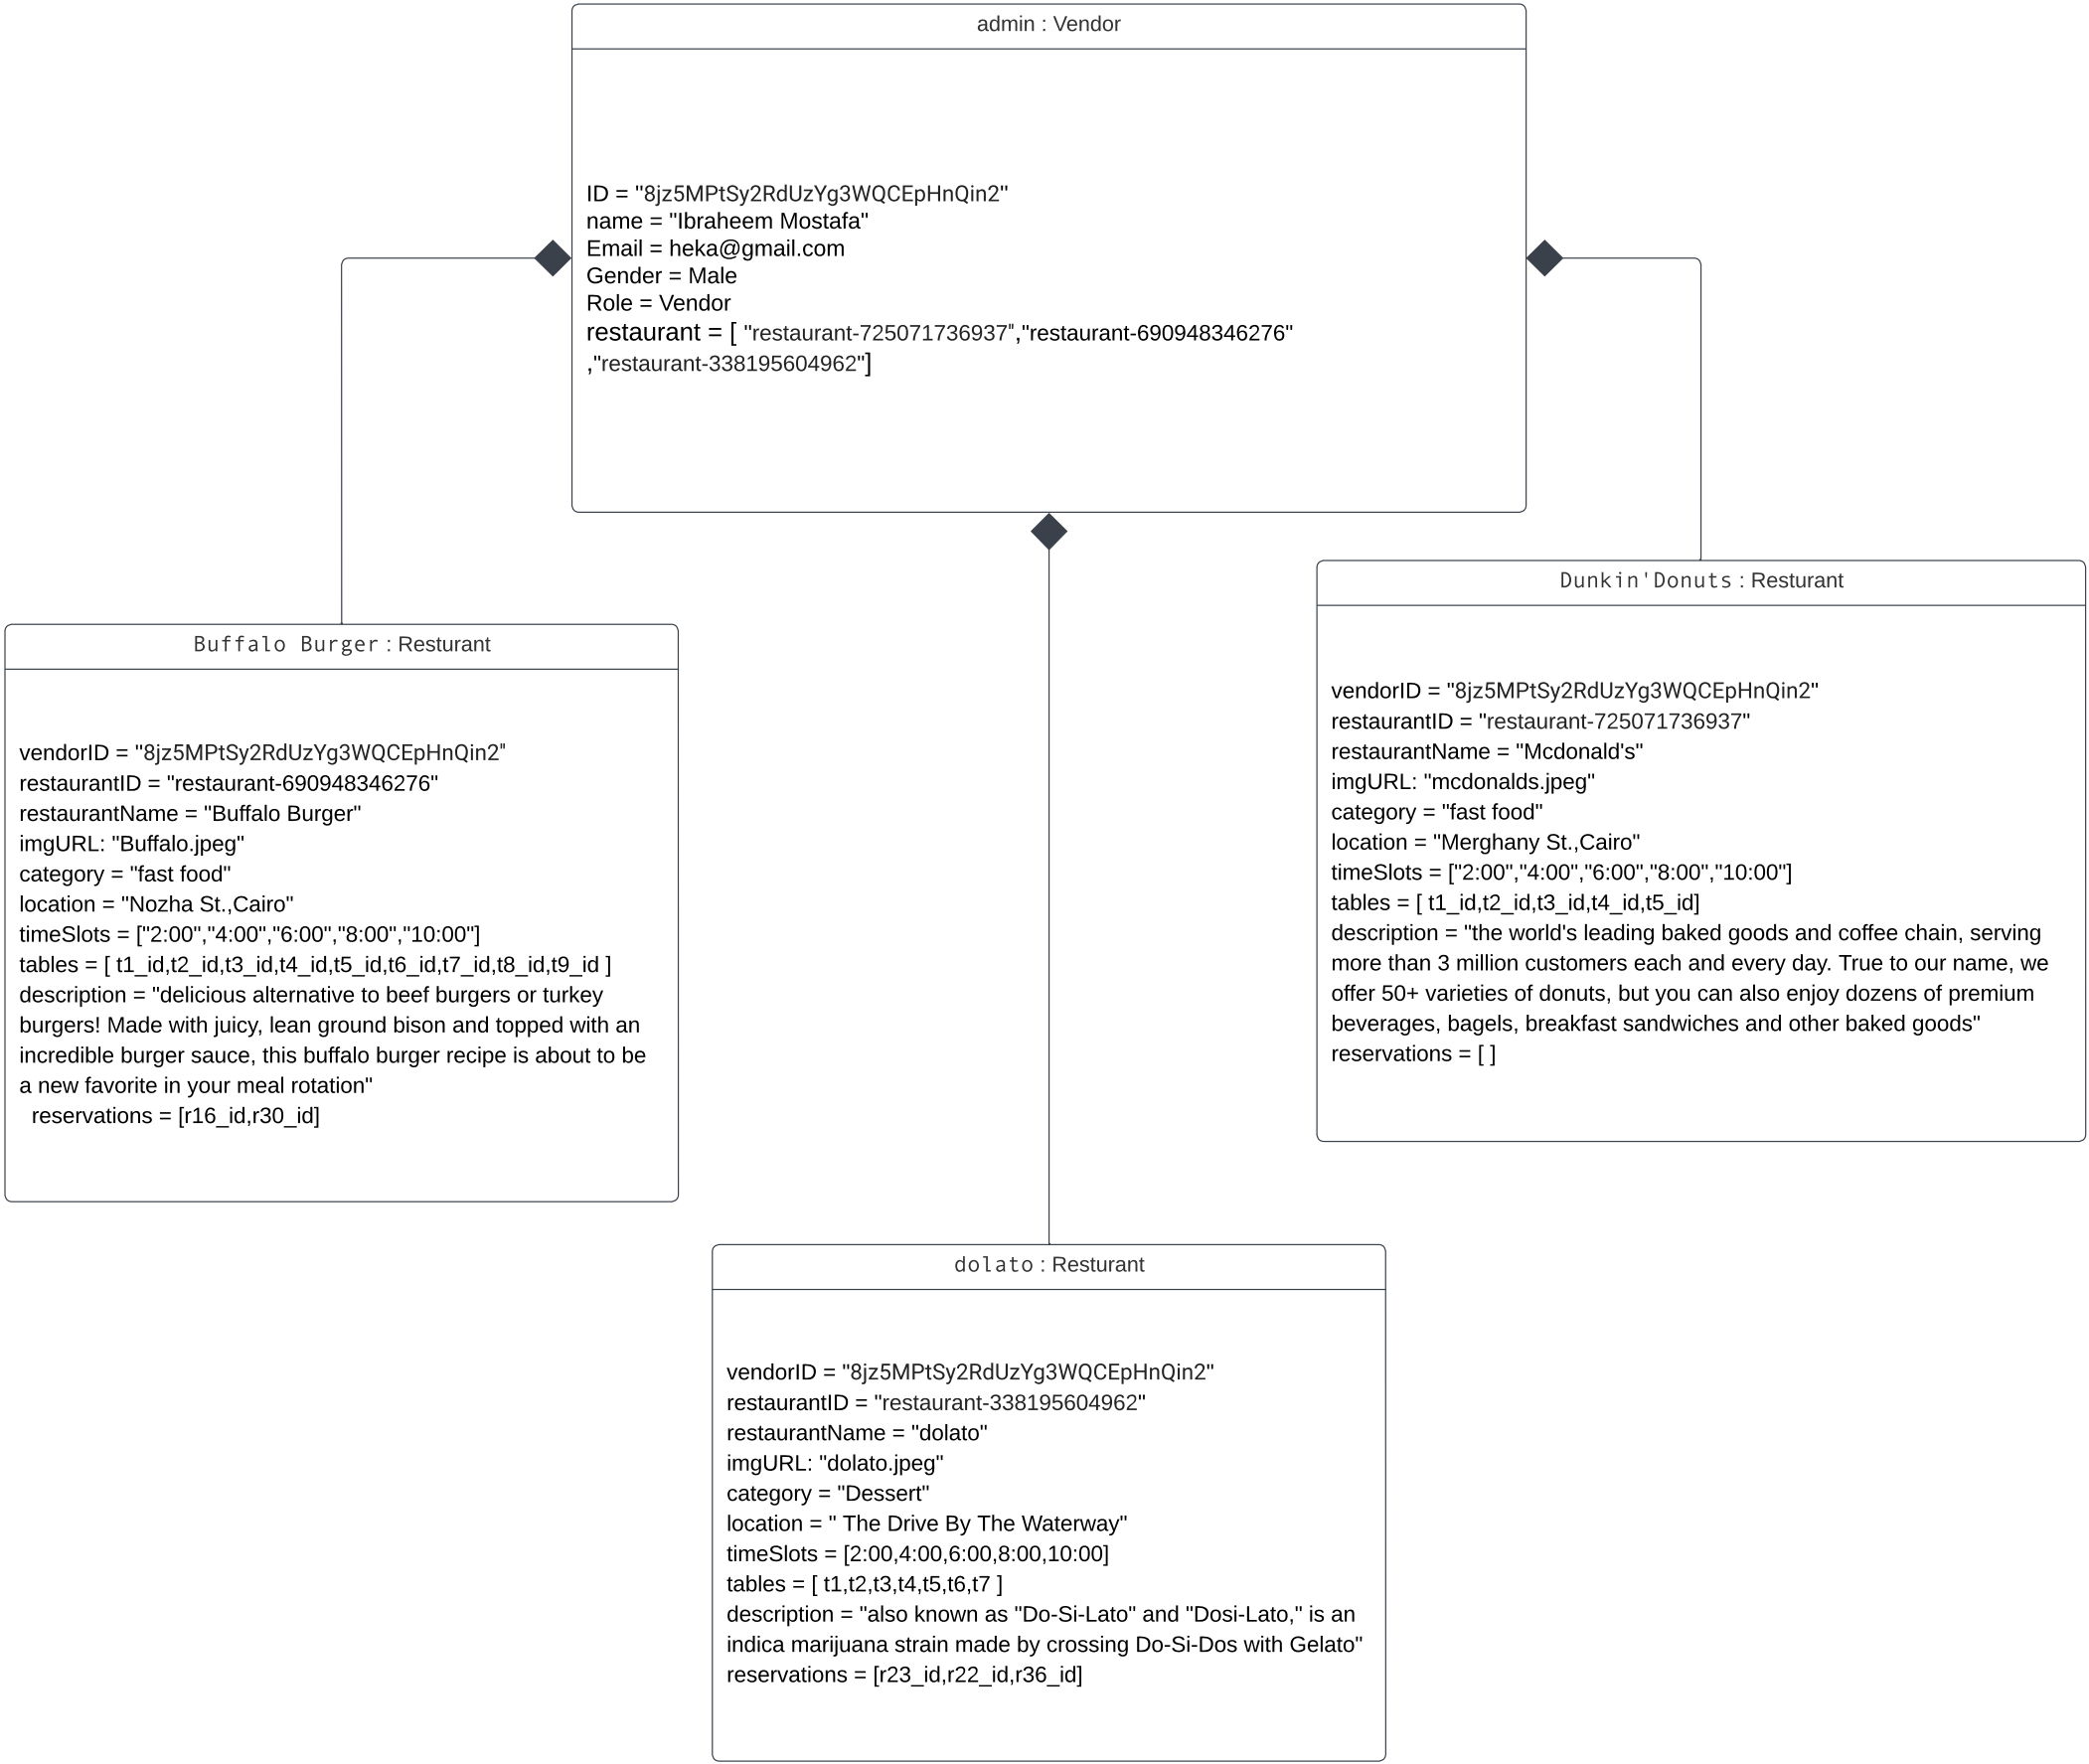 admin : Vendor
ID = "8jz5MPtSy2RdUzYg3WQCEpHnQin2"
name = "Ibraheem Mostafa"
Email = heka@gmail.com
Gender = Male
Role = Vendor
restaurant = [ "restaurant-725071736937","restaurant-690948346276"
,"restaurant-338195604962"]
Buffalo Burger : Resturant
vendorID = "8jz5MPtSy2RdUzYg3WQCEpHnQin2"
restaurantID = "restaurant-690948346276"
restaurantName = "Buffalo Burger"
imgURL: "Buffalo.jpeg"
category = "fast food"
location = "Nozha St.,Cairo"
timeSlots = ["2:00","4:00","6:00","8:00","10:00"]
tables = [ t1_id,t2_id,t3_id,t4_id,t5_id,t6_id,t7_id,t8_id,t9_id ]
description = "delicious alternative to beef burgers or turkey
burgers! Made with juicy, lean ground bison and topped with an
incredible burger sauce, this buffalo burger recipe is about to be
a new favorite in your meal rotation"
reservations = [r16_id,r30_id]
Dunkin'Donuts : Resturant
vendorID = "8jz5MPtSy2RdUzYg3WQCEpHnQin2"
restaurantID = "restaurant-725071736937"
restaurantName = "Mcdonald's"
imgURL: "mcdonalds.jpeg"
category = "fast food"
location = "Merghany St.,Cairo"
timeSlots = ["2:00","4:00","6:00","8:00","10:00"]
tables = [ t1_id,t2_id,t3_id,t4_id,t5_id]
description = "the world's leading baked goods and coffee chain, serving
more than 3 million customers each and every day. True to our name, we
offer 50+ varieties of donuts, but you can also enjoy dozens of premium
beverages, bagels, breakfast sandwiches and other baked goods"
reservations = [ ]
dolato : Resturant
vendorID = "8jz5MPtSy2RdUzYg3WQCEpHnQin2"
restaurantID = "restaurant-338195604962"
restaurantName = "dolato"
imgURL: "dolato.jpeg"
category = "Dessert"
location = " The Drive By The Waterway"
timeSlots = [2:00,4:00,6:00,8:00,10:00]
tables = [ t1,t2,t3,t4,t5,t6,t7 ]
description = "also known as "Do-Si-Lato" and "Dosi-Lato," is an
indica marijuana strain made by crossing Do-Si-Dos with Gelato"
reservations = [r23_id,r22_id,r36_id]